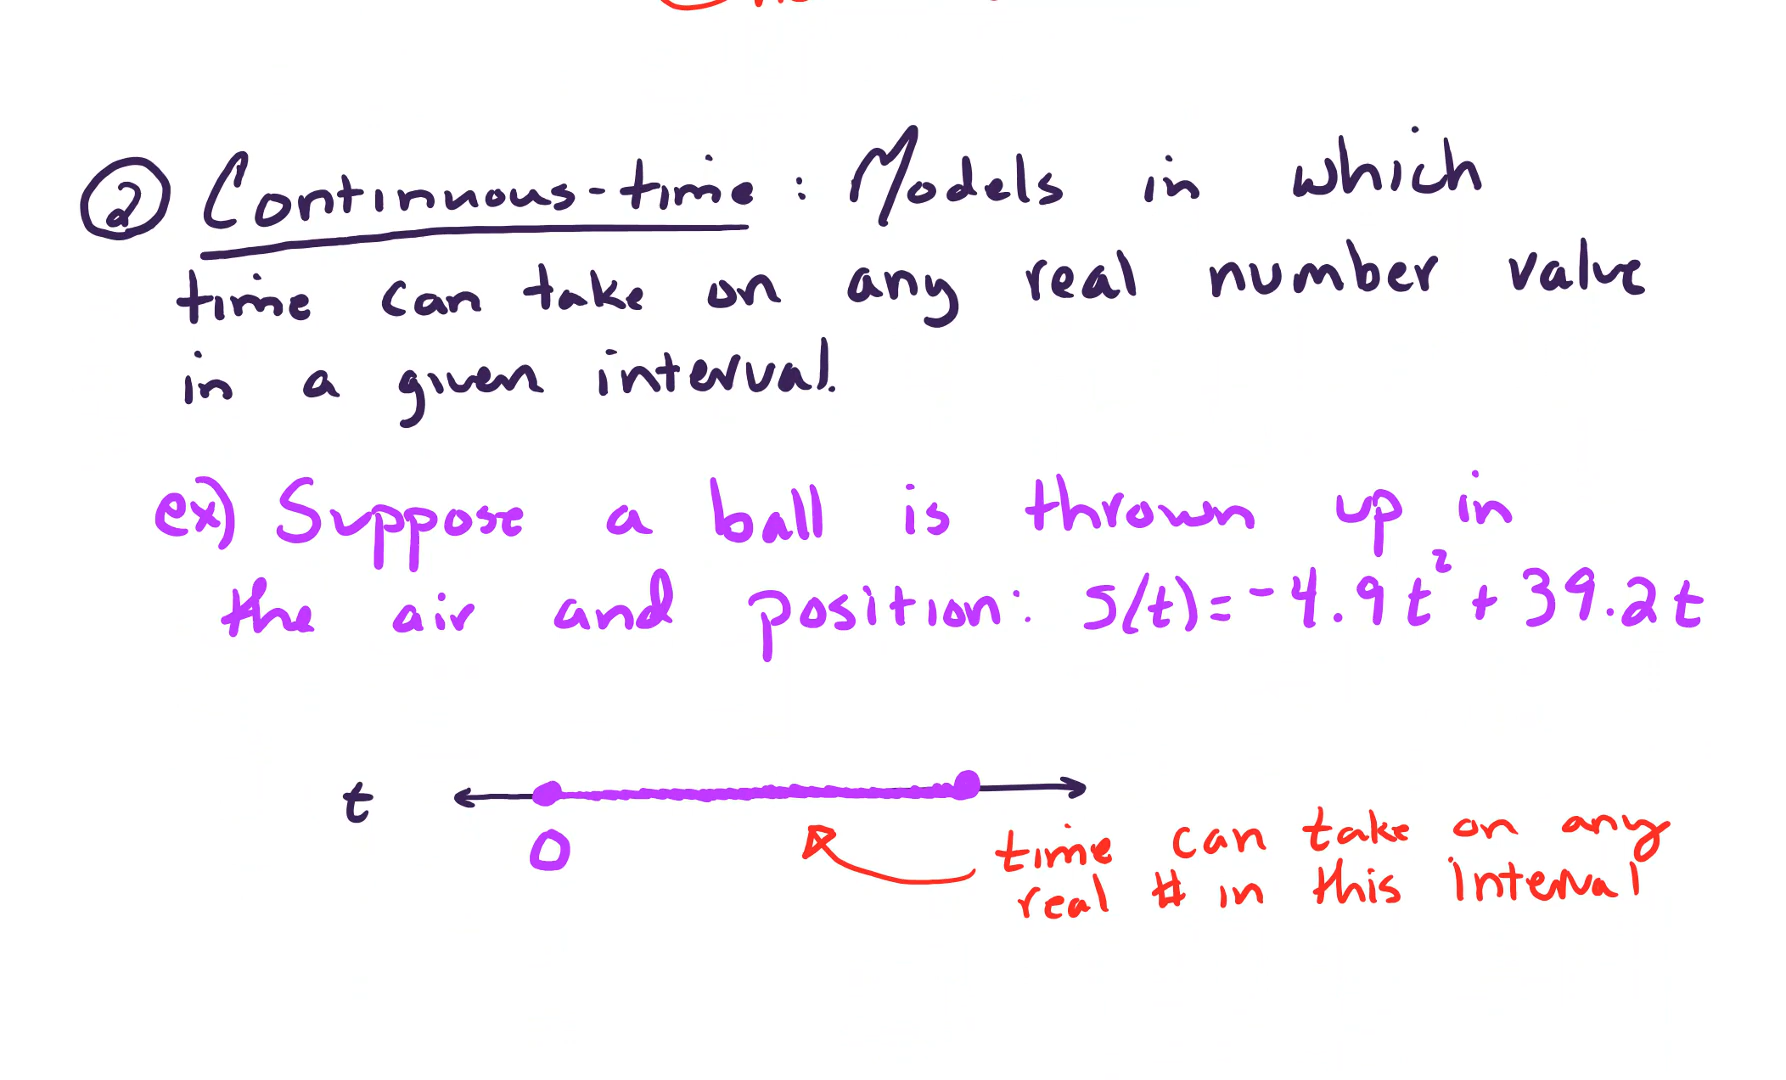 ② Continuous-time: Models in which
time can take on any real number value
in a given interval.
ex) Suppose a ball is thrown up in
the air and position: s(t)=-4.9t²+39.2t
t
0
time can take on any
real # in this interval